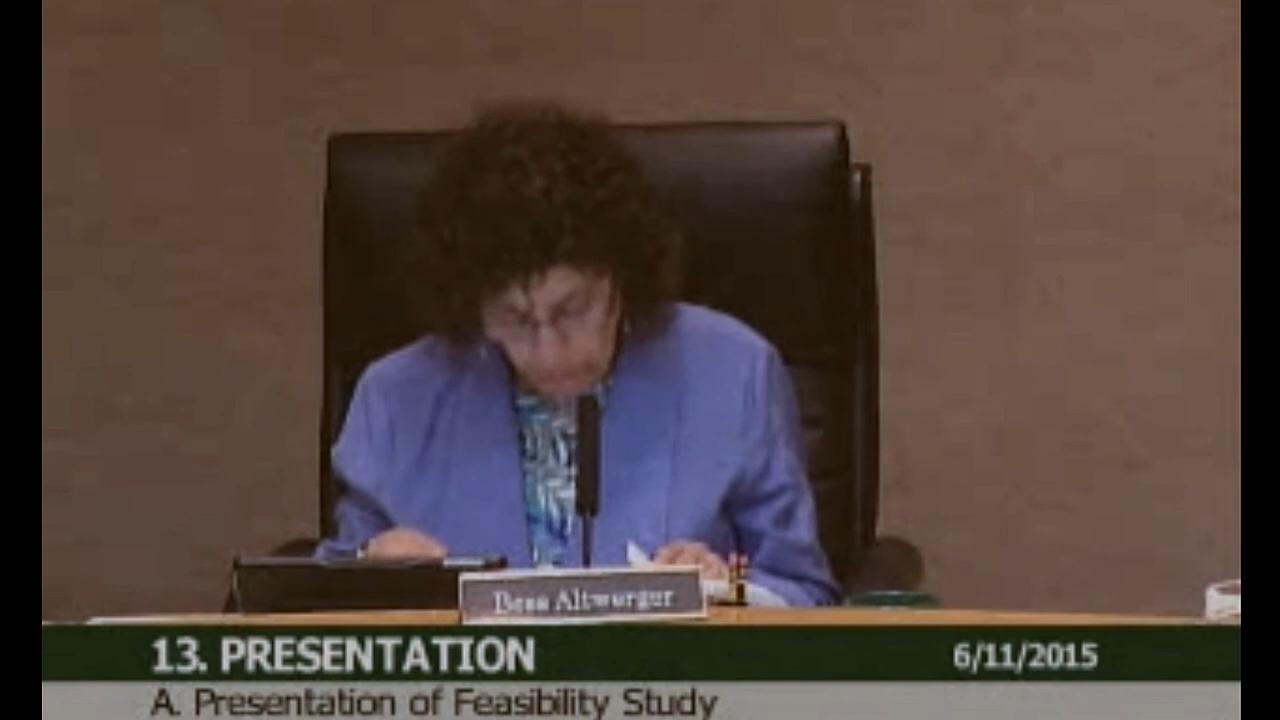 Bess Altwerger
13. PRESENTATION
6/11/2015
A. Presentation of Feasibility Study